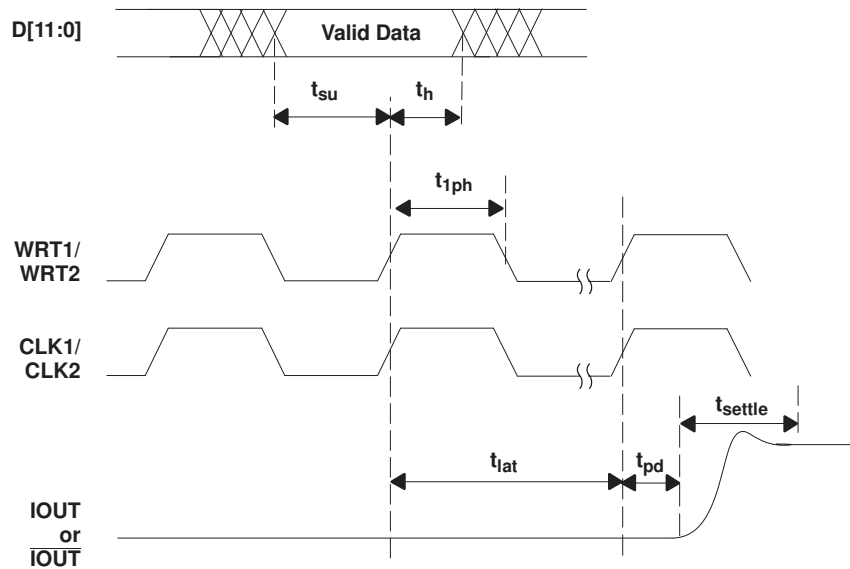 D[11:0]
Valid Data
tsu
th
t1ph
WRT1/
WRT2
CLK1/
CLK2
tsettle
tlat
tpd
IOUT
or
IOUT